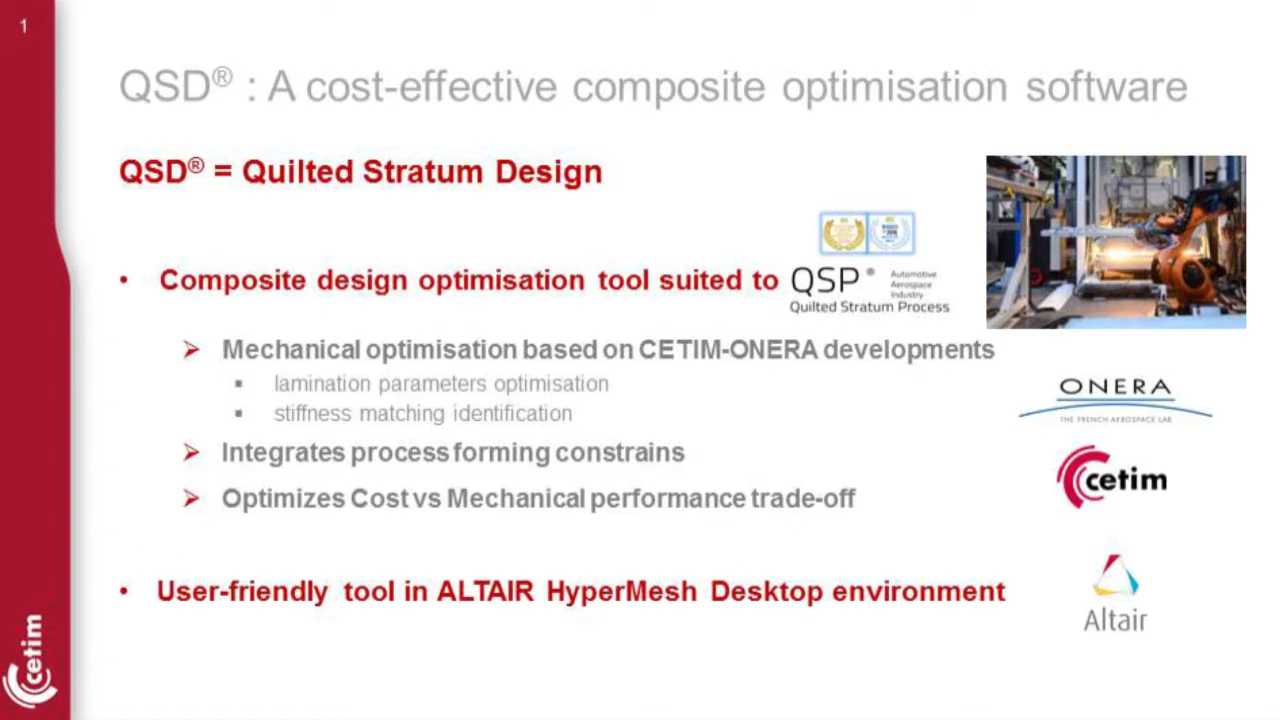 1
QSD® : A cost-effective composite optimisation software
QSD® = Quilted Stratum Design
• Composite design optimisation tool suited to
QSP®
Automotive
Aerospace
Industry
Quilted Stratum Process
➢ Mechanical optimisation based on CETIM-ONERA developments
▪ lamination parameters optimisation
▪ stiffness matching identification
➢ Integrates process forming constrains
➢ Optimizes Cost vs Mechanical performance trade-off
ONERA
THE FRENCH AEROSPACE LAB
cetim
• User-friendly tool in ALTAIR HyperMesh Desktop environment
Altair
cetim